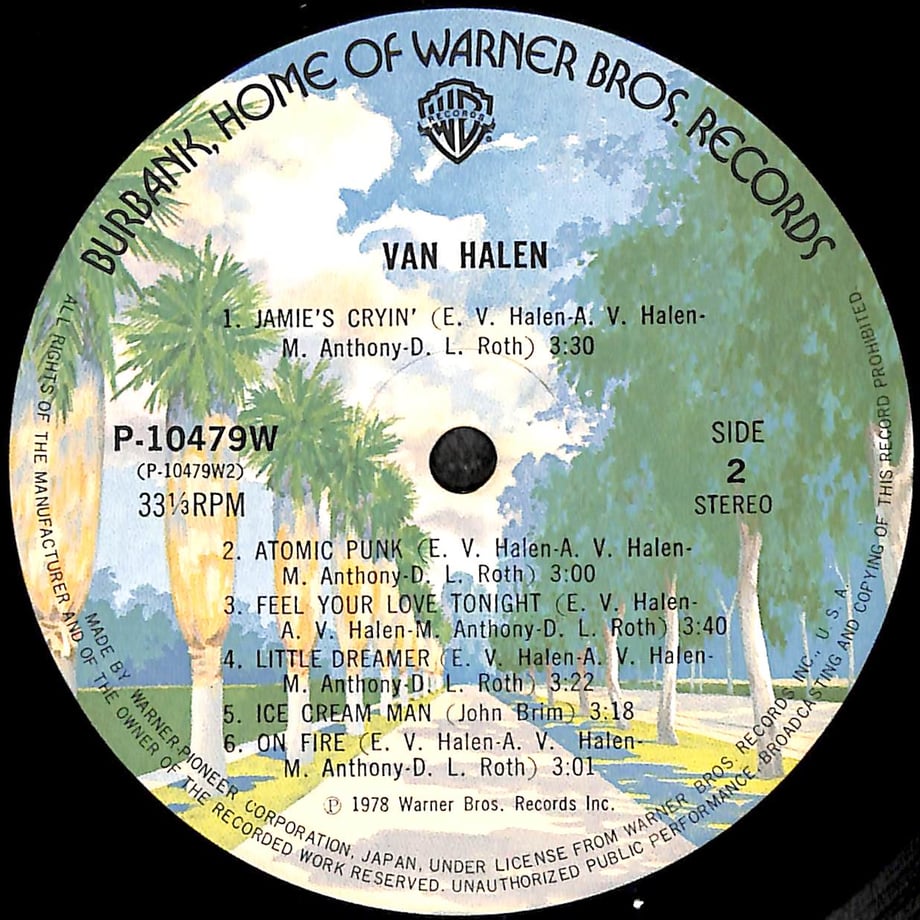 BURBANK, HOME OF WARNER BROS. RECORDS
WB
RECORDS
®
VAN HALEN
1. JAMIE'S CRYIN' (E. V. Halen-A. V. Halen-
M. Anthony-D. L. Roth) 3:30
P-10479W
(P-10479W2)
33⅓RPM
SIDE
2
STEREO
2. ATOMIC PUNK (E. V. Halen-A. V. Halen-
M. Anthony-D. L. Roth) 3:00
3. FEEL YOUR LOVE TONIGHT (E. V. Halen-
A. V. Halen-M. Anthony-D. L. Roth) 3:40
4. LITTLE DREAMER (E. V. Halen-A. V. Halen-
M. Anthony-D. L. Roth) 3:22
5. ICE CREAM MAN (John Brim) 3:18
6. ON FIRE (E. V. Halen-A. V. Halen-
M. Anthony-D. L. Roth) 3:01
℗ 1978 Warner Bros. Records Inc.
MADE BY WARNER-PIONEER CORPORATION, JAPAN, UNDER LICENSE FROM WARNER BROS. RECORDS INC., U. S. A.
ALL RIGHTS OF THE MANUFACTURER AND OF THE OWNER OF THE RECORDED WORK RESERVED. UNAUTHORIZED PUBLIC PERFORMANCE, BROADCASTING AND COPYING OF THIS RECORD PROHIBITED.